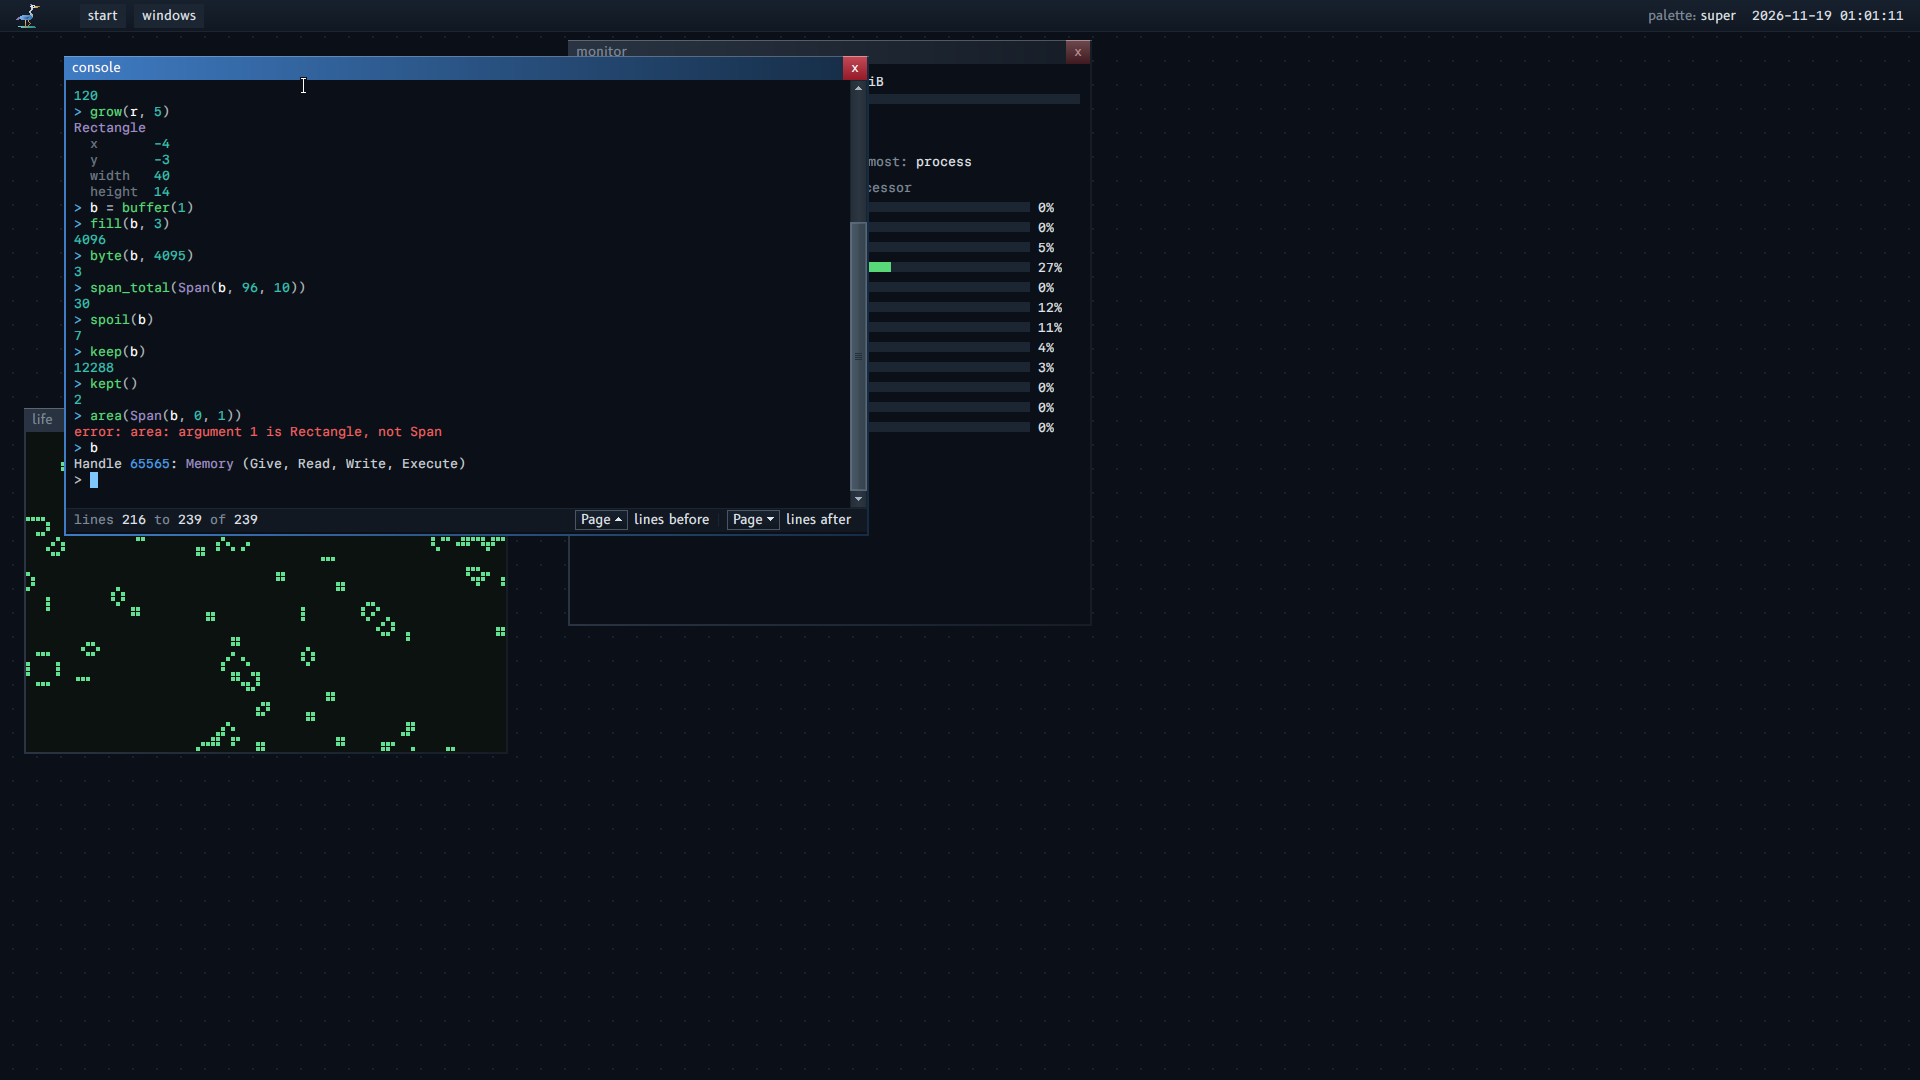 start windows palette: super 2026-11-19 01:01:11
monitor x
console x
iB
120
> grow(r, 5)
Rectangle
x -4
y -3
width 40
height 14
> b = buffer(1)
> fill(b, 3)
4096
> byte(b, 4095)
3
> span_total(Span(b, 96, 10))
30
> spoil(b)
7
> keep(b)
12288
> kept()
2
> area(Span(b, 0, 1))
error: area: argument 1 is Rectangle, not Span
> b
Handle 65565: Memory (Give, Read, Write, Execute)
>
lines 216 to 239 of 239 Page lines before Page lines after
most: process
cessor
0%
0%
5%
27%
0%
12%
11%
4%
3%
0%
0%
0%
life